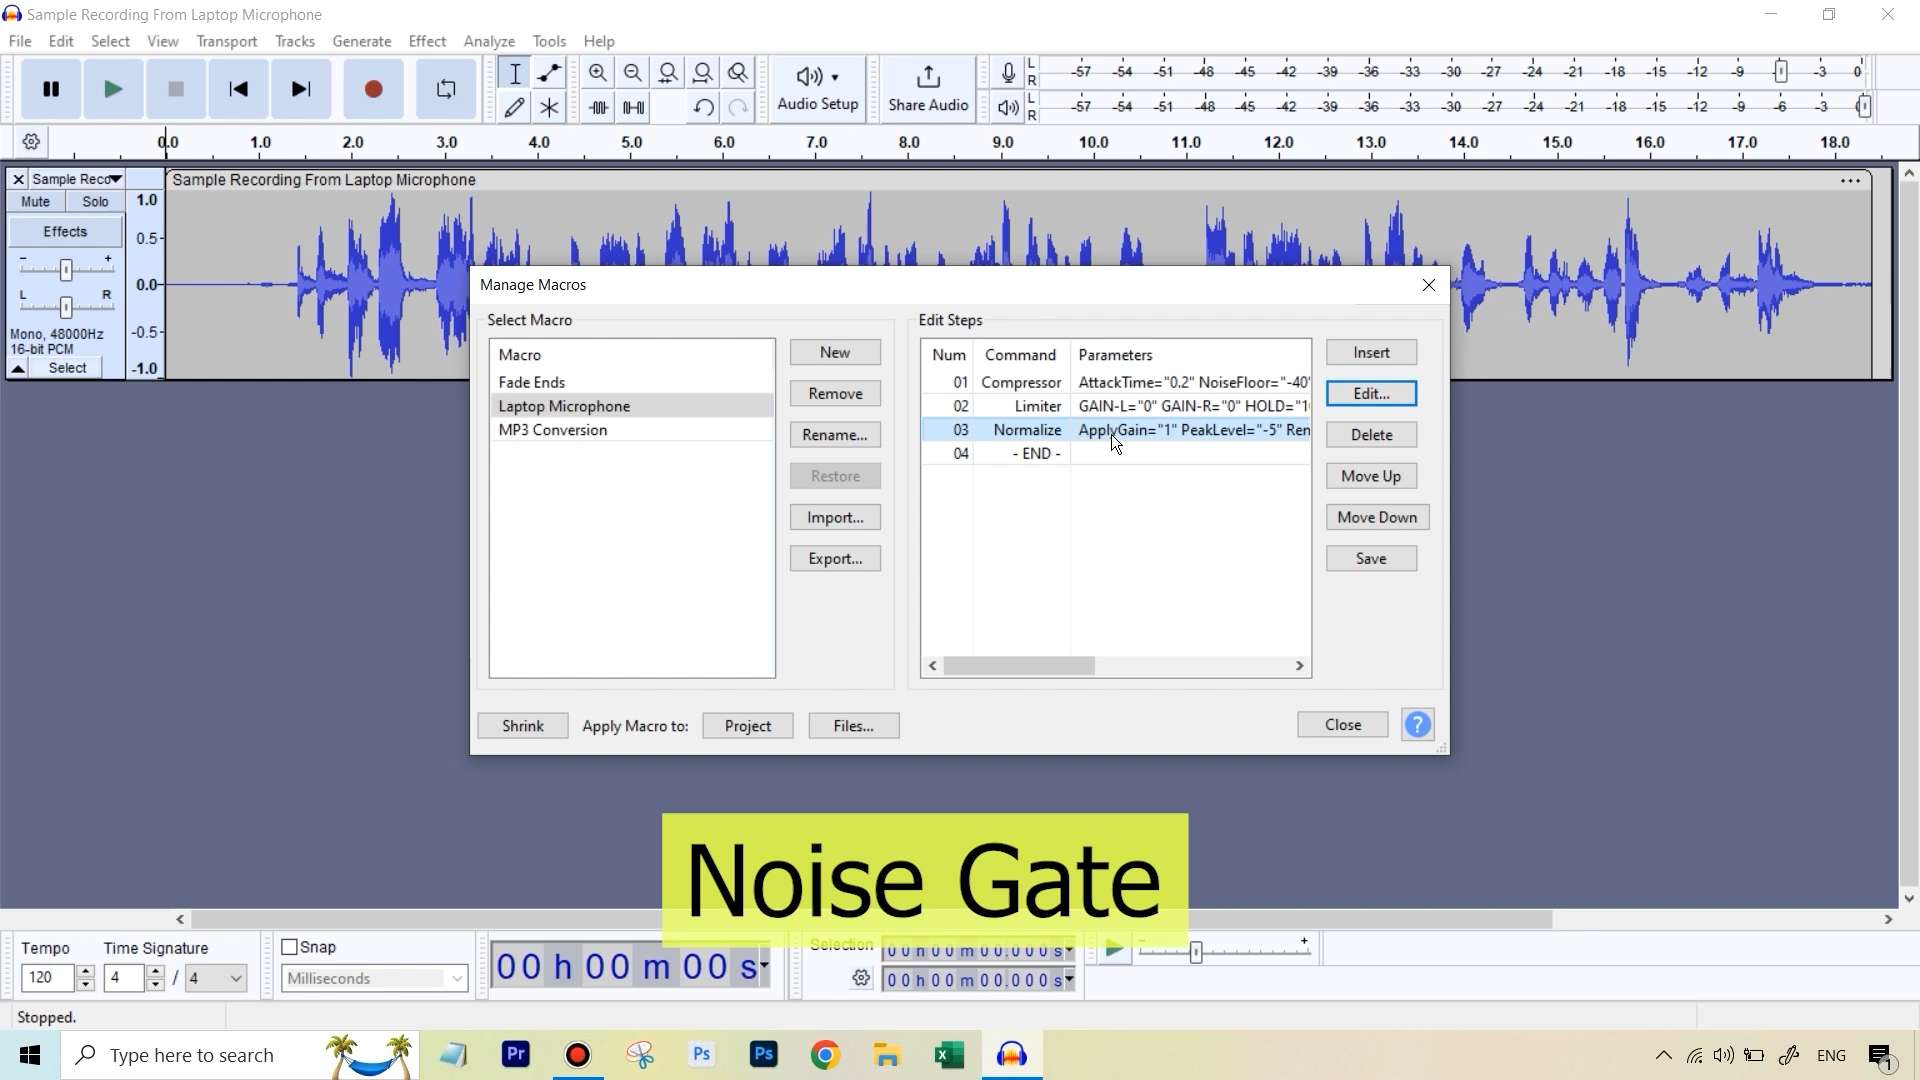 Sample Recording From Laptop Microphone
File Edit Select View Transport Tracks Generate Effect Analyze Tools Help
Audio Setup
Share Audio
L
R
-57 -54 -51 -48 -45 -42 -39 -36 -33 -30 -27 -24 -21 -18 -15 -12 -9 -3 0
L
R
-57 -54 -51 -48 -45 -42 -39 -36 -33 -30 -27 -24 -21 -18 -15 -12 -9 -6 -3
0.0 1.0 2.0 3.0 4.0 5.0 6.0 7.0 8.0 9.0 10.0 11.0 12.0 13.0 14.0 15.0 16.0 17.0 18.0
Sample Reco
Sample Recording From Laptop Microphone
Mute Solo
Effects
- +
L R
Mono, 48000Hz
16-bit PCM
Select
1.0
0.5
0.0
-0.5
-1.0
Manage Macros
Select Macro
Macro
Fade Ends
Laptop Microphone
MP3 Conversion
New
Remove
Rename...
Restore
Import...
Export...
Edit Steps
Num Command Parameters
01 Compressor AttackTime="0.2" NoiseFloor="-40"
02 Limiter GAIN-L="0" GAIN-R="0" HOLD="1
03 Normalize ApplyGain="1" PeakLevel="-5" Ren
04 - END -
Insert
Edit...
Delete
Move Up
Move Down
Save
Shrink Apply Macro to: Project Files...
Close ?
Noise Gate
Tempo
120
Time Signature
4 / 4
Snap
Milliseconds
00 h 00 m 00 s
Selection
00 h 00 m 00.000 s
00 h 00 m 00.000 s
- +
Stopped.
Type here to search
Pr
Ps
Ps
ENG
1